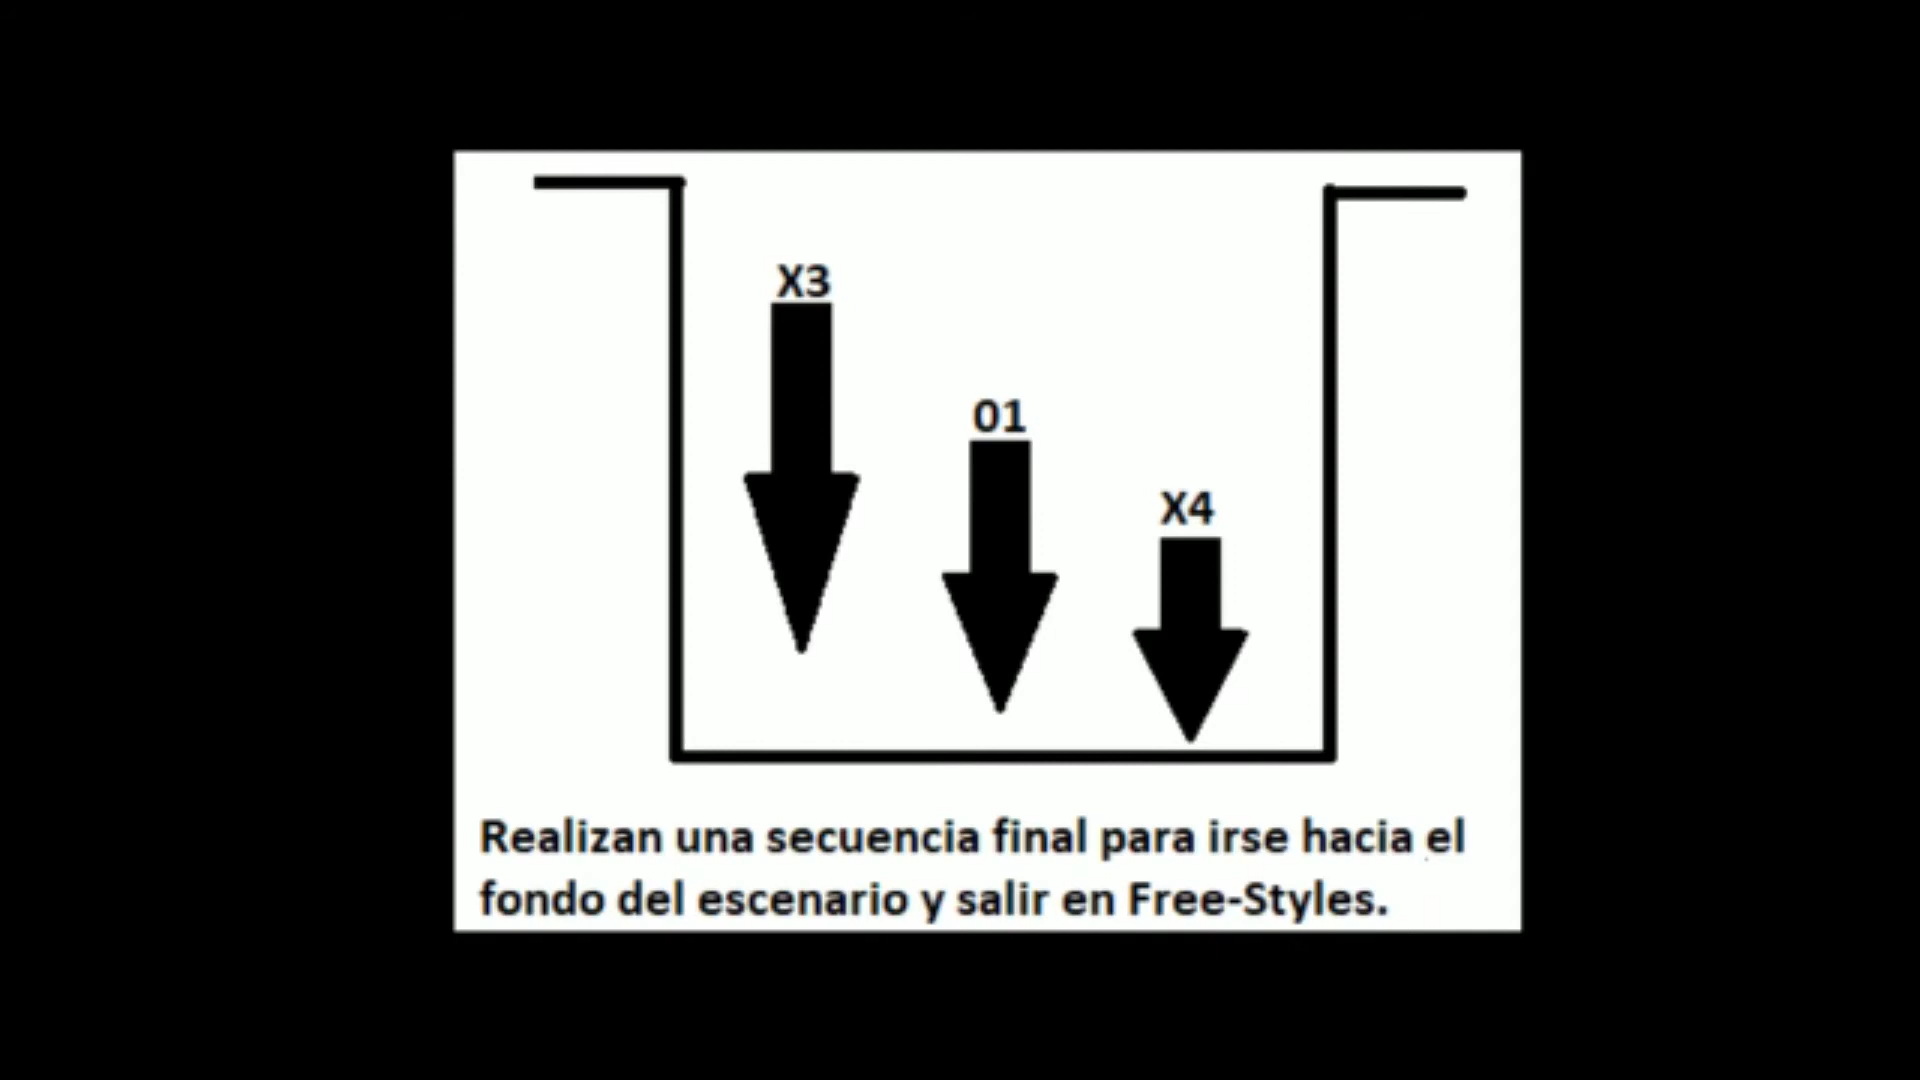 X3
01
X4
Realizan una secuencia final para irse hacia el
fondo del escenario y salir en Free-Styles.